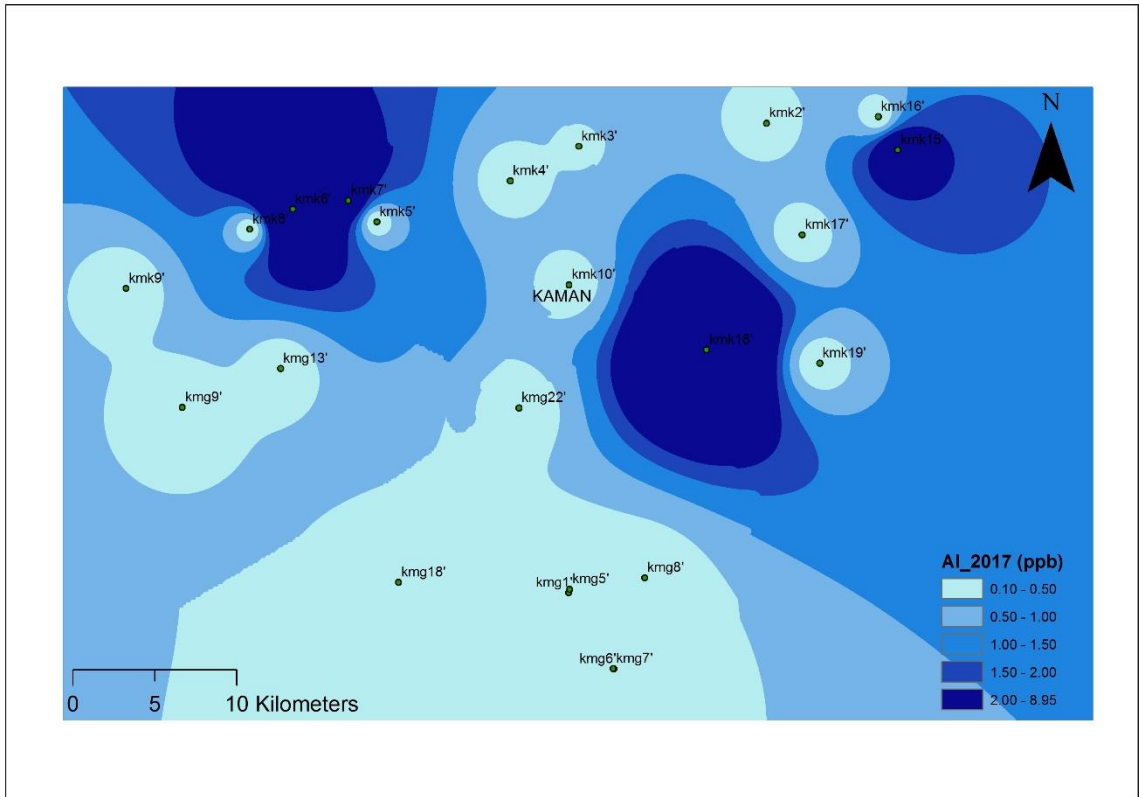 kmk2'
kmk16'
N
kmk3'
kmk15'
kmk4'
kmk7'
kmk6'
kmk5'
kmk8'
kmk17'
kmk9'
kmk10'
KAMAN
kmk18'
kmg13'
kmk19'
kmg9'
kmg22'
kmg18'
kmg1'
kmg5'
kmg8'
kmg6'
kmg7'
0 5 10 Kilometers
Al_2017 (ppb)
0.10 - 0.50
0.50 - 1.00
1.00 - 1.50
1.50 - 2.00
2.00 - 8.95